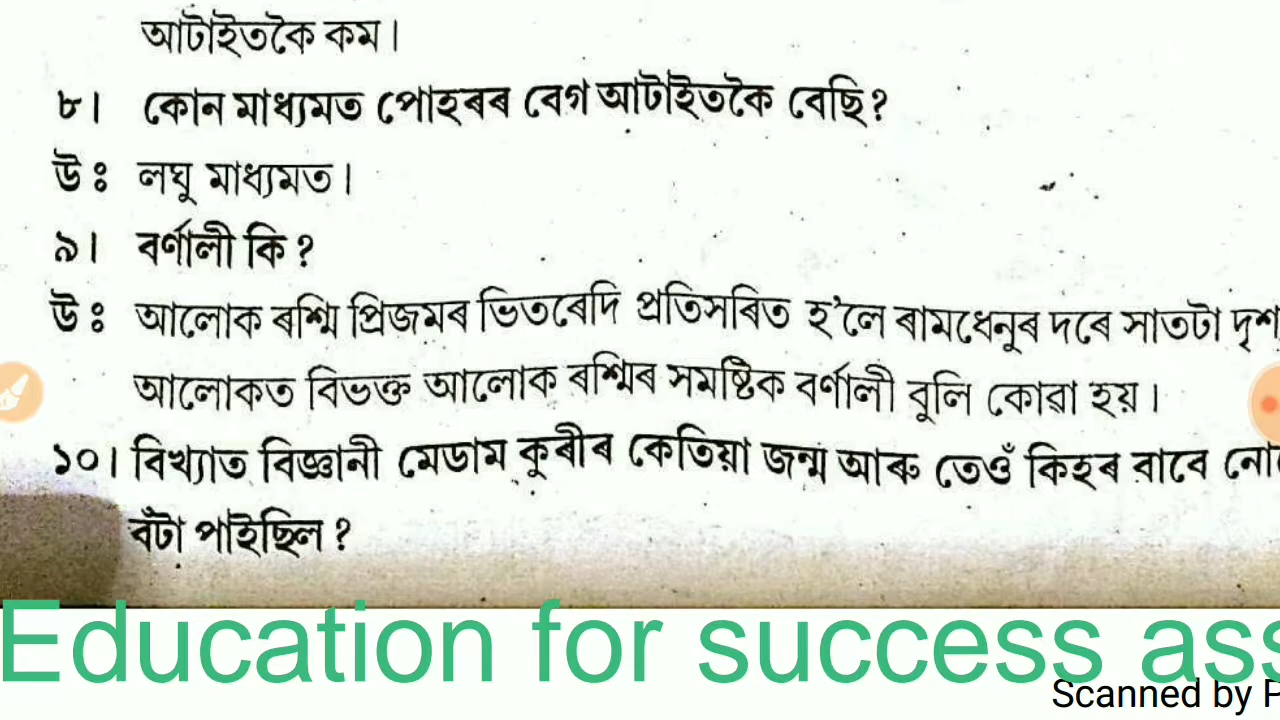 আটাইতকৈ কম।
৮। কোন মাধ্যমত পোহৰৰ বেগ আটাইতকৈ বেছি?
উঃ লঘু মাধ্যমত।
৯। বৰ্ণালী কি?
উঃ আলোক ৰশ্মি প্ৰিজমৰ ভিতৰেদি প্ৰতিসৰিত হ'লে ৰামধেনুৰ দৰে সাতটা
আলোকত বিভক্ত আলোক ৰশ্মিৰ সমষ্টিক বৰ্ণালী বুলি কোৱা হয়।
১০। বিখ্যাত বিজ্ঞানী মেডাম কুৰীৰ কেতিয়া জন্ম আৰু তেওঁ কিহৰ বাবে
বঁটা পাইছিল?
Education for success
Scanned by